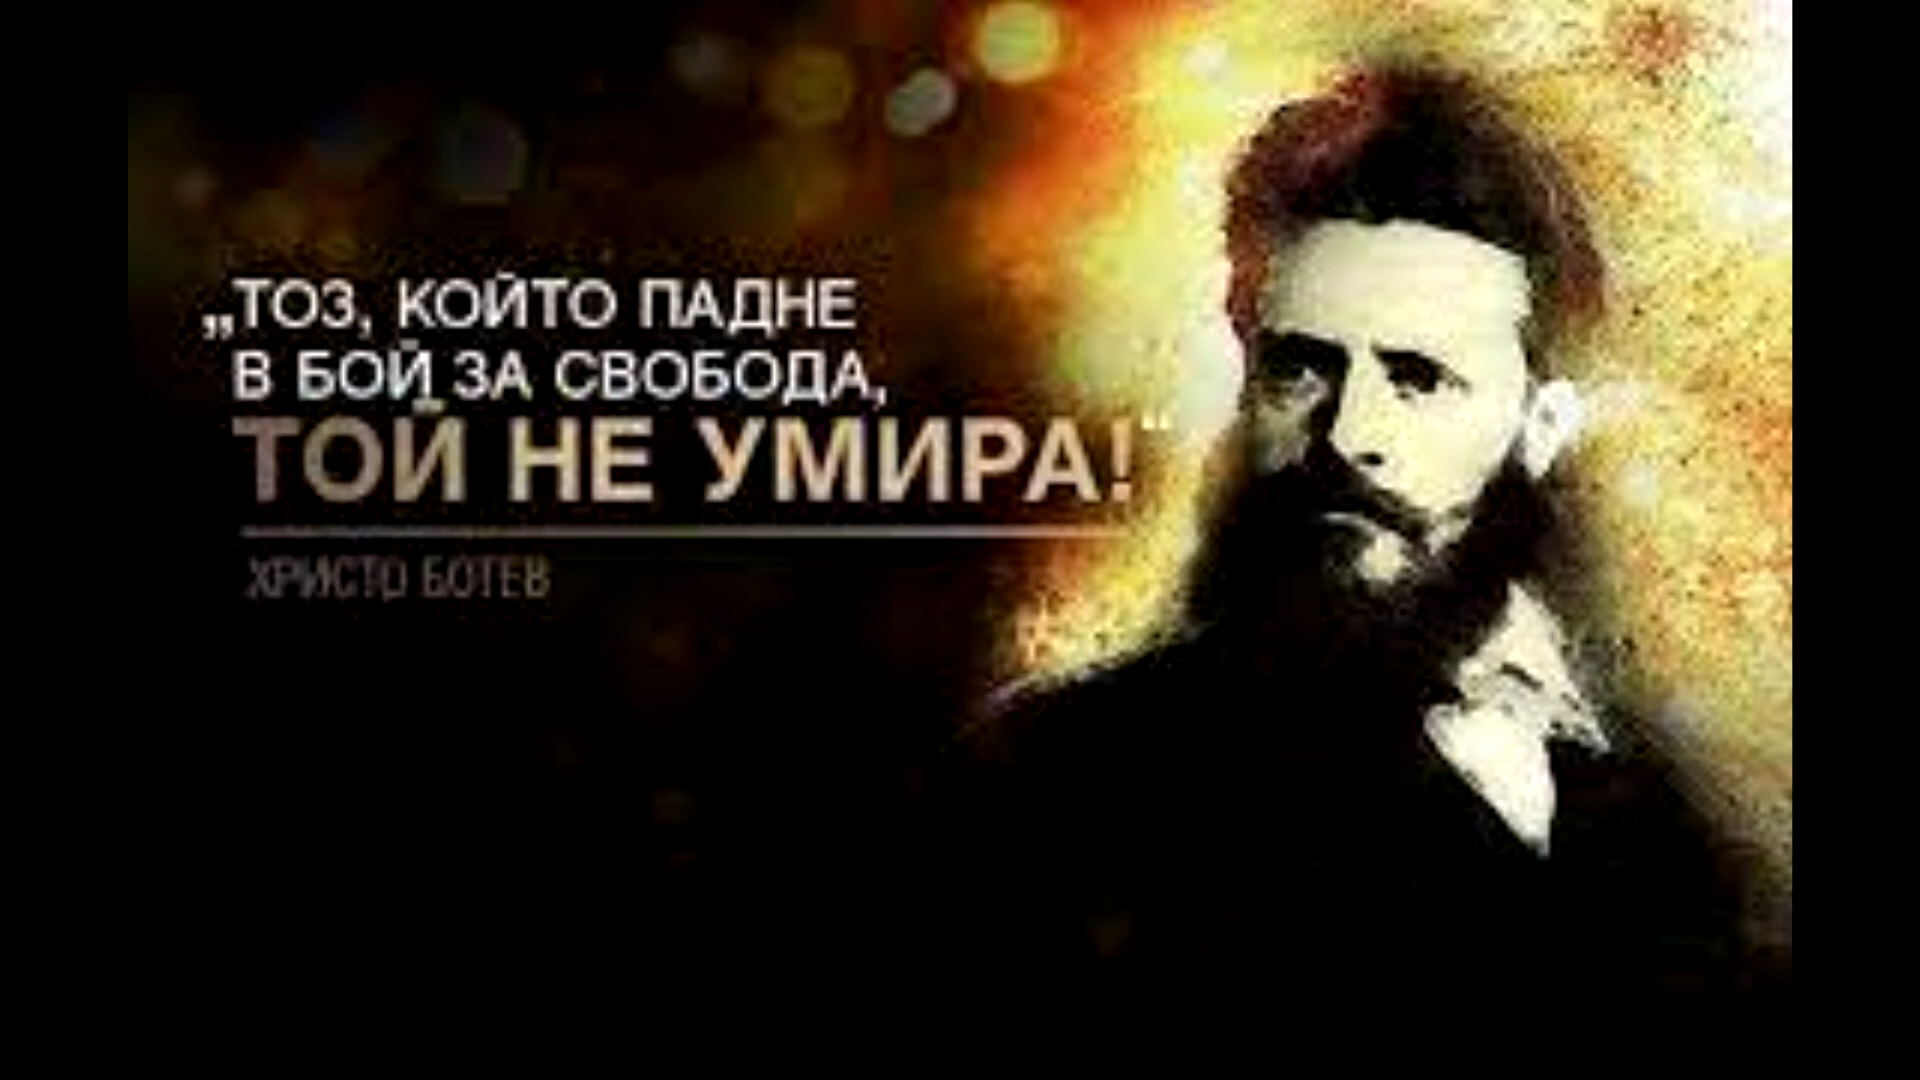 „ТОЗ, КОЙТО ПАДНЕ
В БОЙ ЗА СВОБОДА,
ТОЙ НЕ УМИРА!“
ХРИСТО БОТЕВ